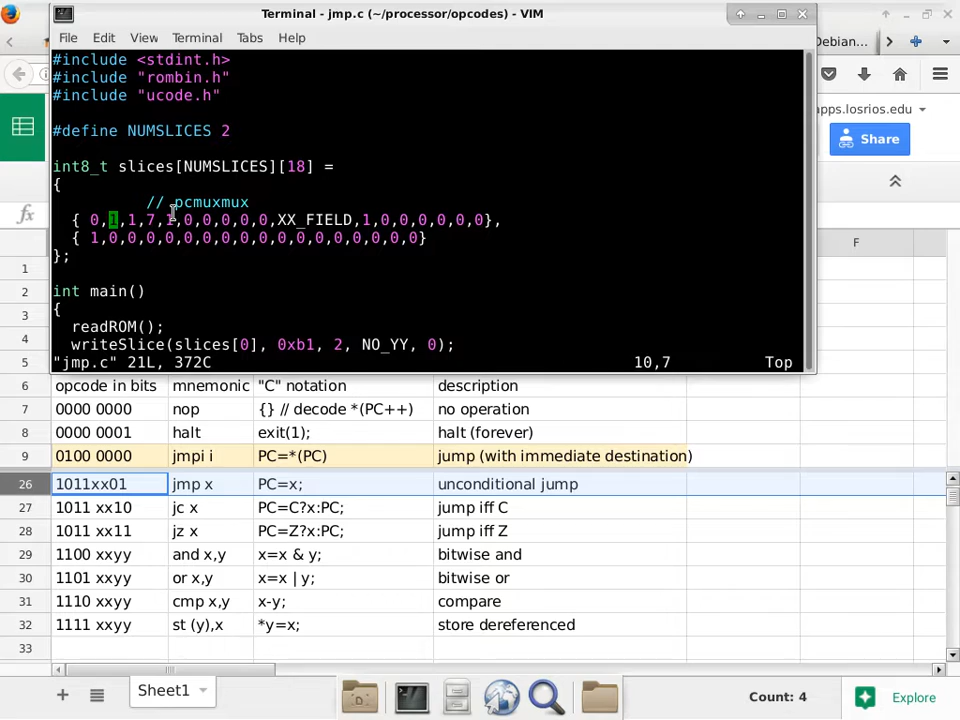 Terminal - jmp.c (~/processor/opcodes) - VIM
File Edit View Terminal Tabs Help
Debian...
#include <stdint.h>
#include "rombin.h"
#include "ucode.h"
apps.losrios.edu
#define NUMSLICES 2
Share
int8_t slices[NUMSLICES][18] =
{
// pcmuxmux
fx
{ 0,1,1,7,1,0,0,0,0,0,XX_FIELD,1,0,0,0,0,0,0},
{ 1,0,0,0,0,0,0,0,0,0,0,0,0,0,0,0,0,0}
F
};
1
int main()
2
{
3
readROM();
4
writeSlice(slices[0], 0xb1, 2, NO_YY, 0);
"jmp.c" 21L, 372C 10,7 Top
5
6 opcode in bits mnemonic "C" notation description
7 0000 0000 nop {} // decode *(PC++) no operation
8 0000 0001 halt exit(1); halt (forever)
9 0100 0000 jmpi i PC=*(PC) jump (with immediate destination)
26 1011xx01 jmp x PC=x; unconditional jump
27 1011 xx10 jc x PC=C?x:PC; jump iff C
28 1011 xx11 jz x PC=Z?x:PC; jump iff Z
29 1100 xxyy and x,y x=x & y; bitwise and
30 1101 xxyy or x,y x=x | y; bitwise or
31 1110 xxyy cmp x,y x-y; compare
32 1111 xxyy st (y),x *y=x; store dereferenced
33
Sheet1 Count: 4 Explore